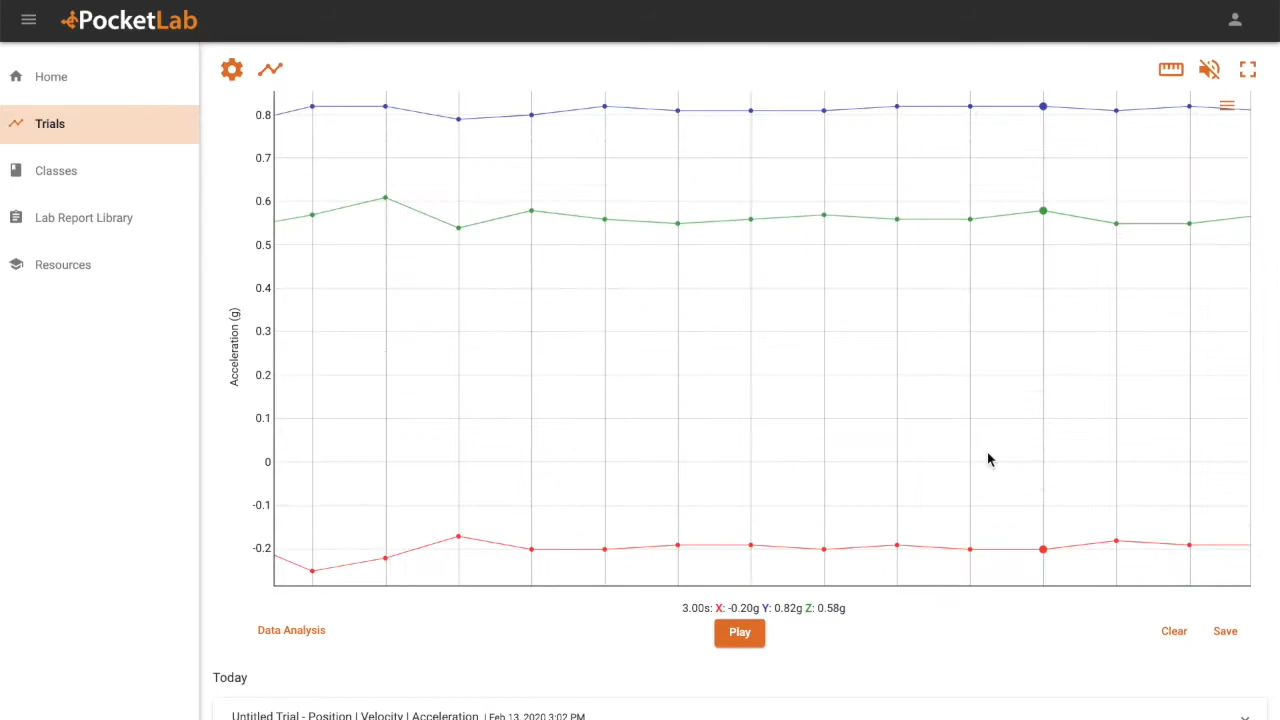 PocketLab
Home
Trials
Classes
Lab Report Library
Resources
Acceleration (g)
0.8
0.7
0.6
0.5
0.4
0.3
0.2
0.1
0
-0.1
-0.2
3.00s: X: -0.20g Y: 0.82g Z: 0.58g
Data Analysis
Play
Clear
Save
Today
Untitled Trial - Position | Velocity | Acceleration | Feb 13, 2020 3:02 PM